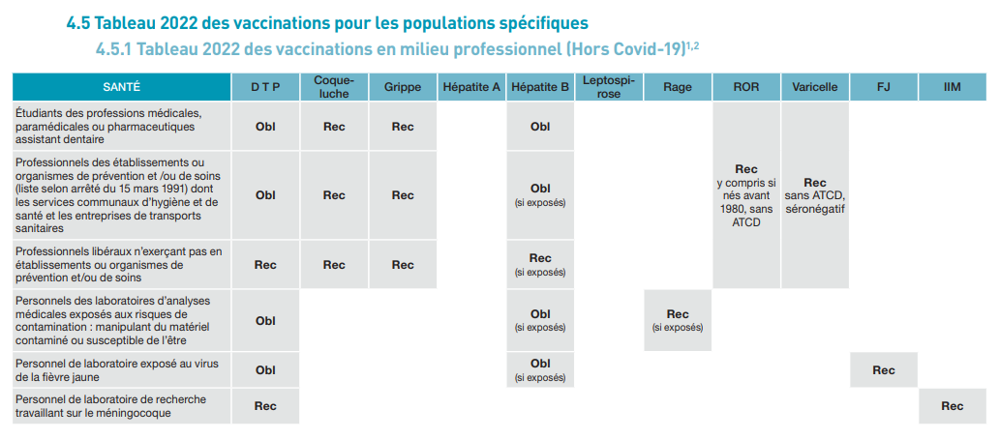 4.5 Tableau 2022 des vaccinations pour les populations spécifiques
4.5.1 Tableau 2022 des vaccinations en milieu professionnel (Hors Covid-19)1,2
SANTÉ D T P Coque- Grippe Hépatite A Hépatite B Leptospi- Rage ROR Varicelle FJ IIM
luche rose
Étudiants des professions médicales,
paramédicales ou pharmaceutiques
assistant dentaire
Obl Rec Rec Obl
Professionnels des établissements ou
organismes de prévention et /ou de soins
(liste selon arrêté du 15 mars 1991) dont
les services communaux d'hygiène et de
santé et les entreprises de transports
sanitaires
Obl Rec Rec Obl
(si exposés)
Rec
y compris si
nés avant
1980, sans
ATCD
Rec
sans ATCD,
séronégatif
Professionnels libéraux n'exerçant pas en
établissements ou organismes de
prévention et/ou de soins
Rec Rec Rec Rec
(si exposés)
Personnels des laboratoires d'analyses
médicales exposés aux risques de
contamination : manipulant du matériel
contaminé ou susceptible de l'être
Obl Obl
(si exposés)
Rec
(si exposés)
Personnel de laboratoire exposé au virus
de la fièvre jaune
Obl Obl
(si exposés)
Rec
Personnel de laboratoire de recherche
travaillant sur le méningocoque
Rec Rec